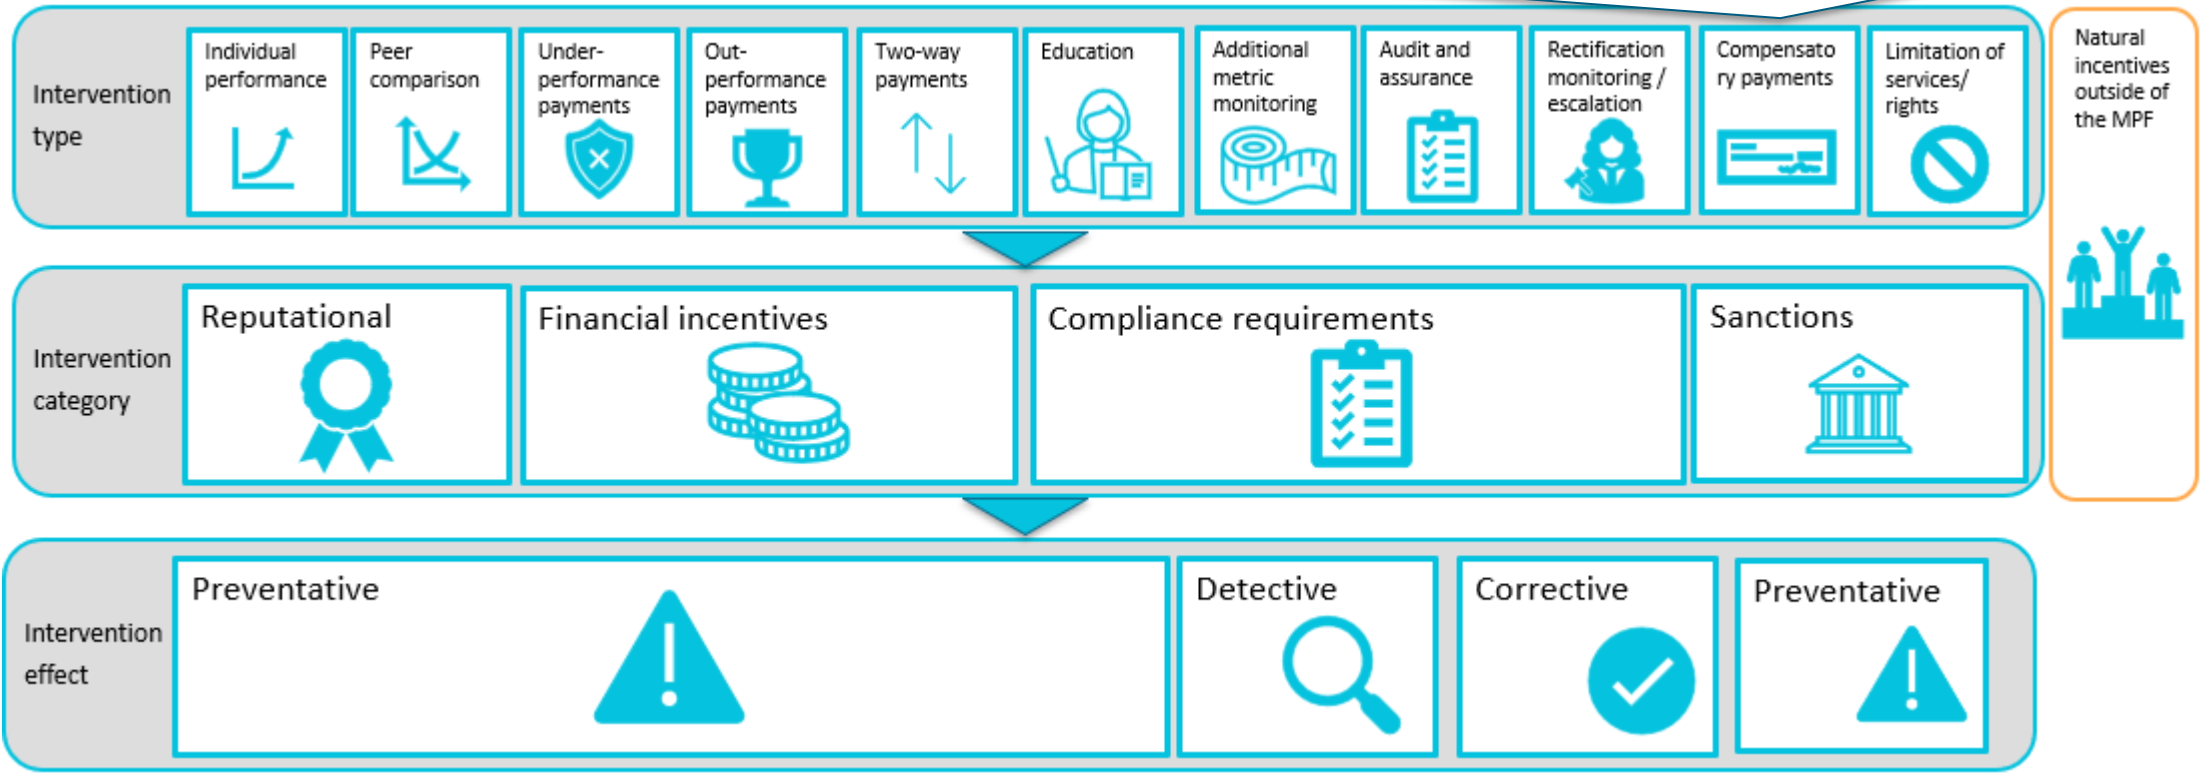 Intervention
type
Individual
performance
Peer
comparison
Under-
performance
payments
Out-
performance
payments
Two-way
payments
Education
Additional
metric
monitoring
Audit and
assurance
Rectification
monitoring /
escalation
Compensato
ry payments
Limitation of
services/
rights
Natural
incentives
outside of
the MPF
Intervention
category
Reputational
Financial incentives
Compliance requirements
Sanctions
Intervention
effect
Preventative
Detective
Corrective
Preventative